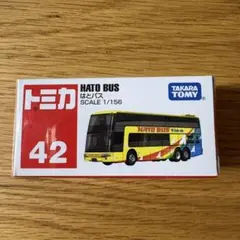 トミカ
42
HATO BUS
はとバス
SCALE 1/156
TAKARA
TOMY
HATO BUS